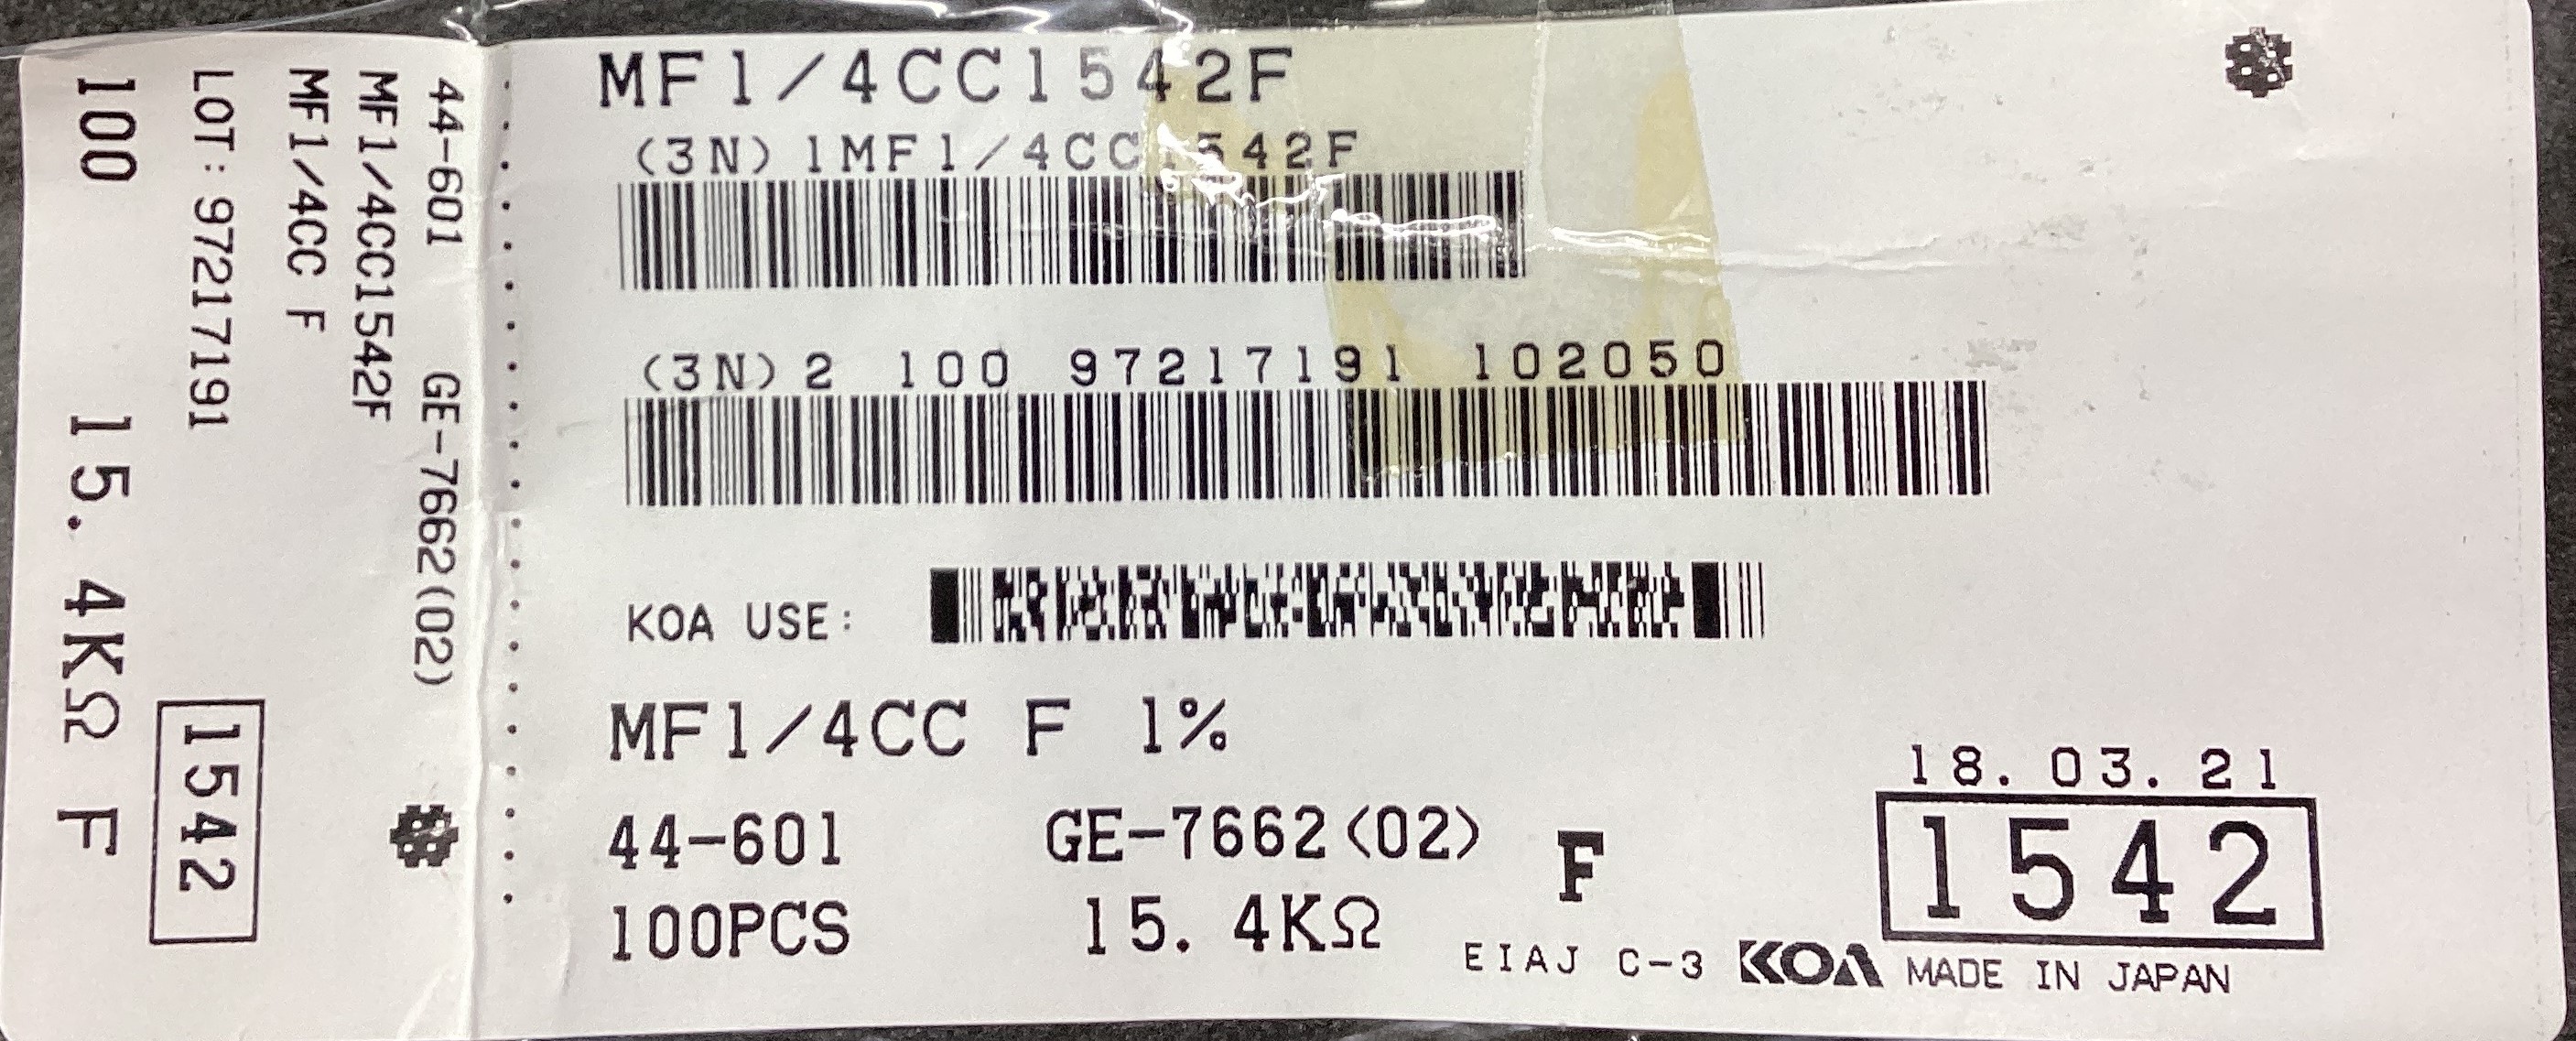 44-601 GE-7662(02)
MF1/4CC1542F
MF1/4CC F
LOT: 97217191
1542
100 15.4KΩ F
MF1/4CC1542F
(3N) 1MF1/4CC1542F
(3N) 2 100 97217191 102050
KOA USE:
MF1/4CC F 1%
44-601 GE-7662(02) F
100PCS 15.4KΩ
18.03.21
1542
EIAJ C-3 KOA MADE IN JAPAN